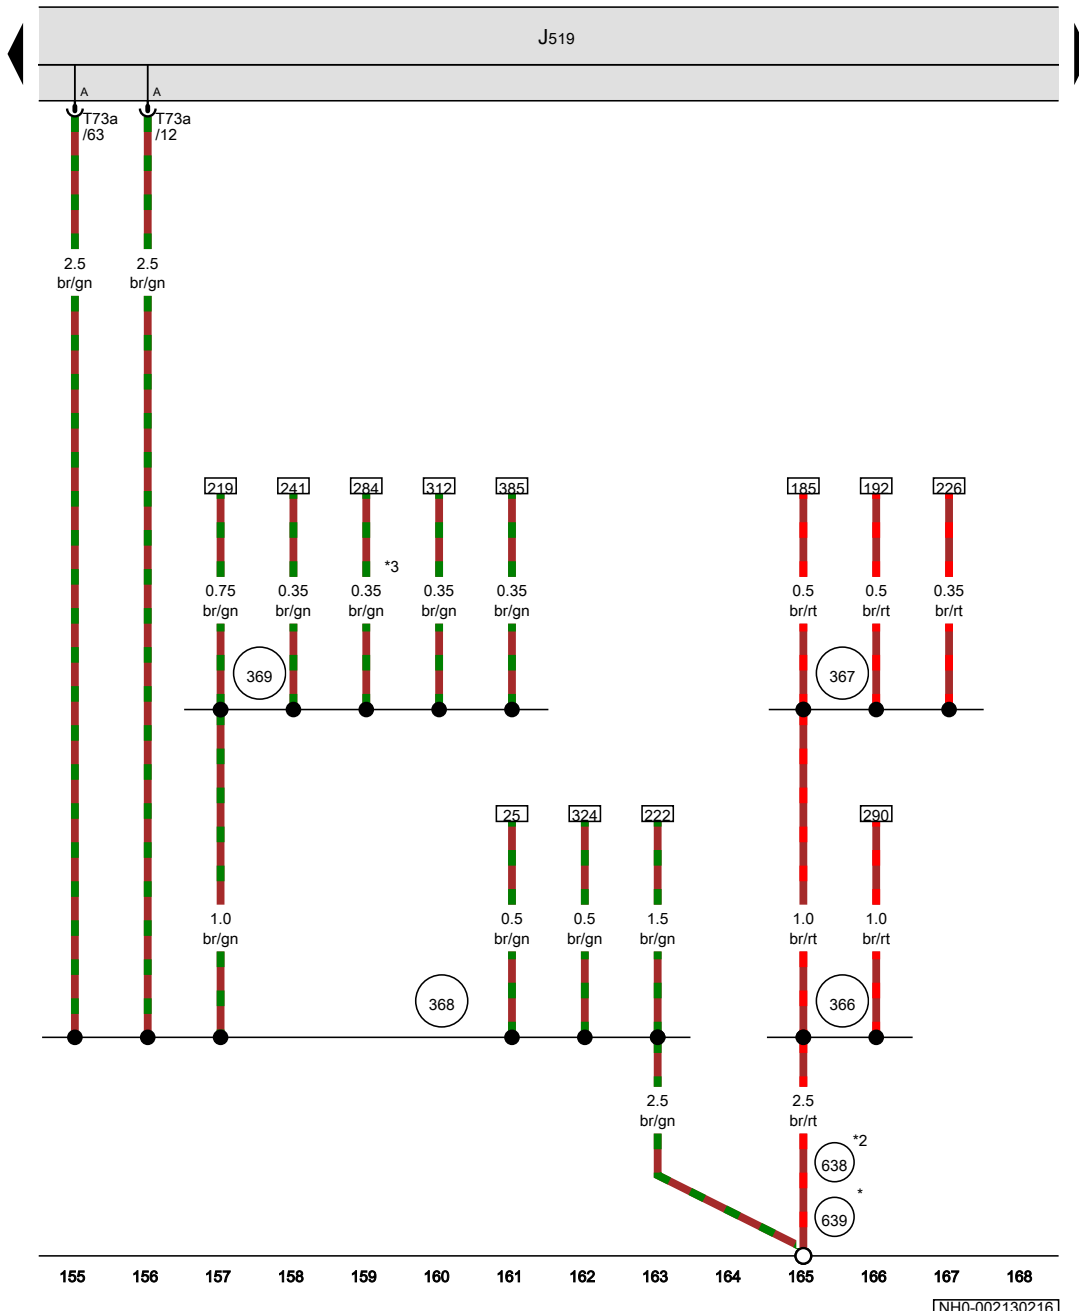 J519
A A
T73a /63
T73a /12
2.5 br/gn
2.5 br/gn
219 241 284 312 385 185 192 226
*3
0.75 br/gn
0.35 br/gn
0.35 br/gn
0.35 br/gn
0.35 br/gn
0.5 br/rt
0.5 br/rt
0.35 br/rt
369 367
25 324 222 290
1.0 br/gn
0.5 br/gn
0.5 br/gn
1.5 br/gn
1.0 br/rt
1.0 br/rt
368 366
2.5 br/gn
2.5 br/rt
638 *2
639 *
155 156 157 158 159 160 161 162 163 164 165 166 167 168
NH0-002130216